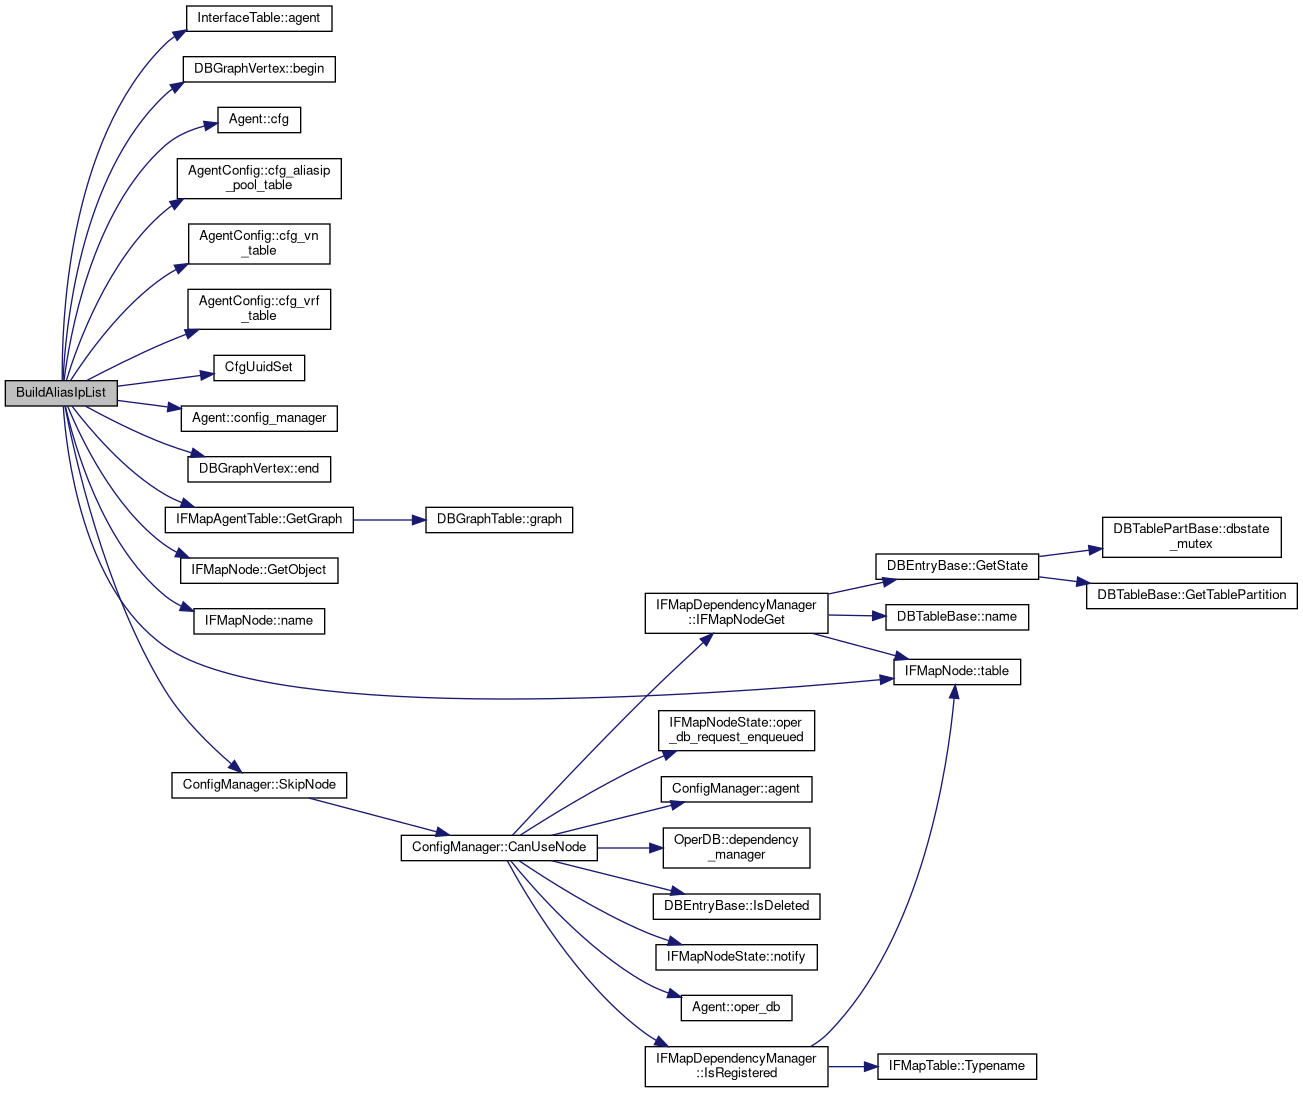 InterfaceTable::agent
DBGraphVertex::begin
Agent::cfg
AgentConfig::cfg_aliasip
_pool_table
AgentConfig::cfg_vn
_table
AgentConfig::cfg_vrf
_table
CfgUuidSet
BuildAliasIpList
Agent::config_manager
DBGraphVertex::end
IFMapAgentTable::GetGraph
DBGraphTable::graph
IFMapNode::GetObject
IFMapNode::name
ConfigManager::SkipNode
ConfigManager::CanUseNode
IFMapDependencyManager
::IFMapNodeGet
DBEntryBase::GetState
DBTablePartBase::dbstate
_mutex
DBTableBase::GetTablePartition
DBTableBase::name
IFMapNode::table
IFMapNodeState::oper
_db_request_enqueued
ConfigManager::agent
OperDB::dependency
_manager
DBEntryBase::IsDeleted
IFMapNodeState::notify
Agent::oper_db
IFMapDependencyManager
::IsRegistered
IFMapTable::Typename